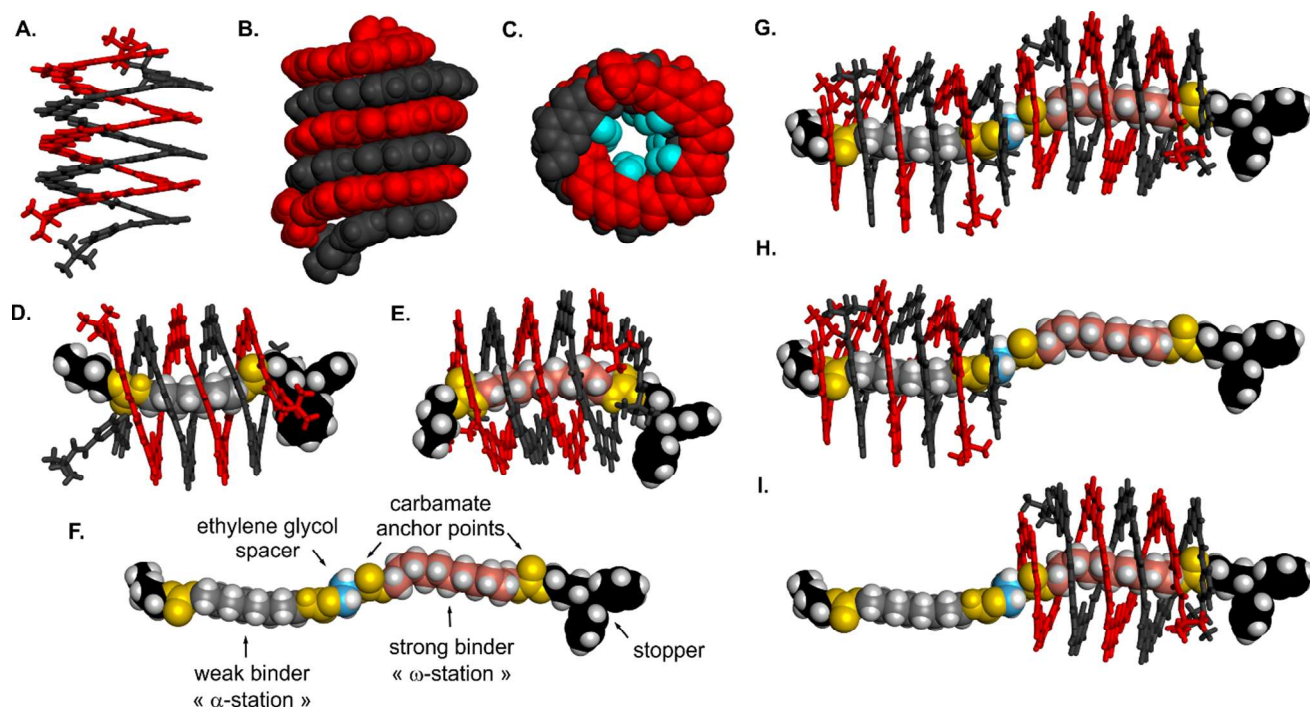 A.
B.
C.
G.
D.
E.
H.
F.
ethylene glycol
spacer
carbamate
anchor points
weak binder
« α-station »
strong binder
« ω-station »
stopper
I.